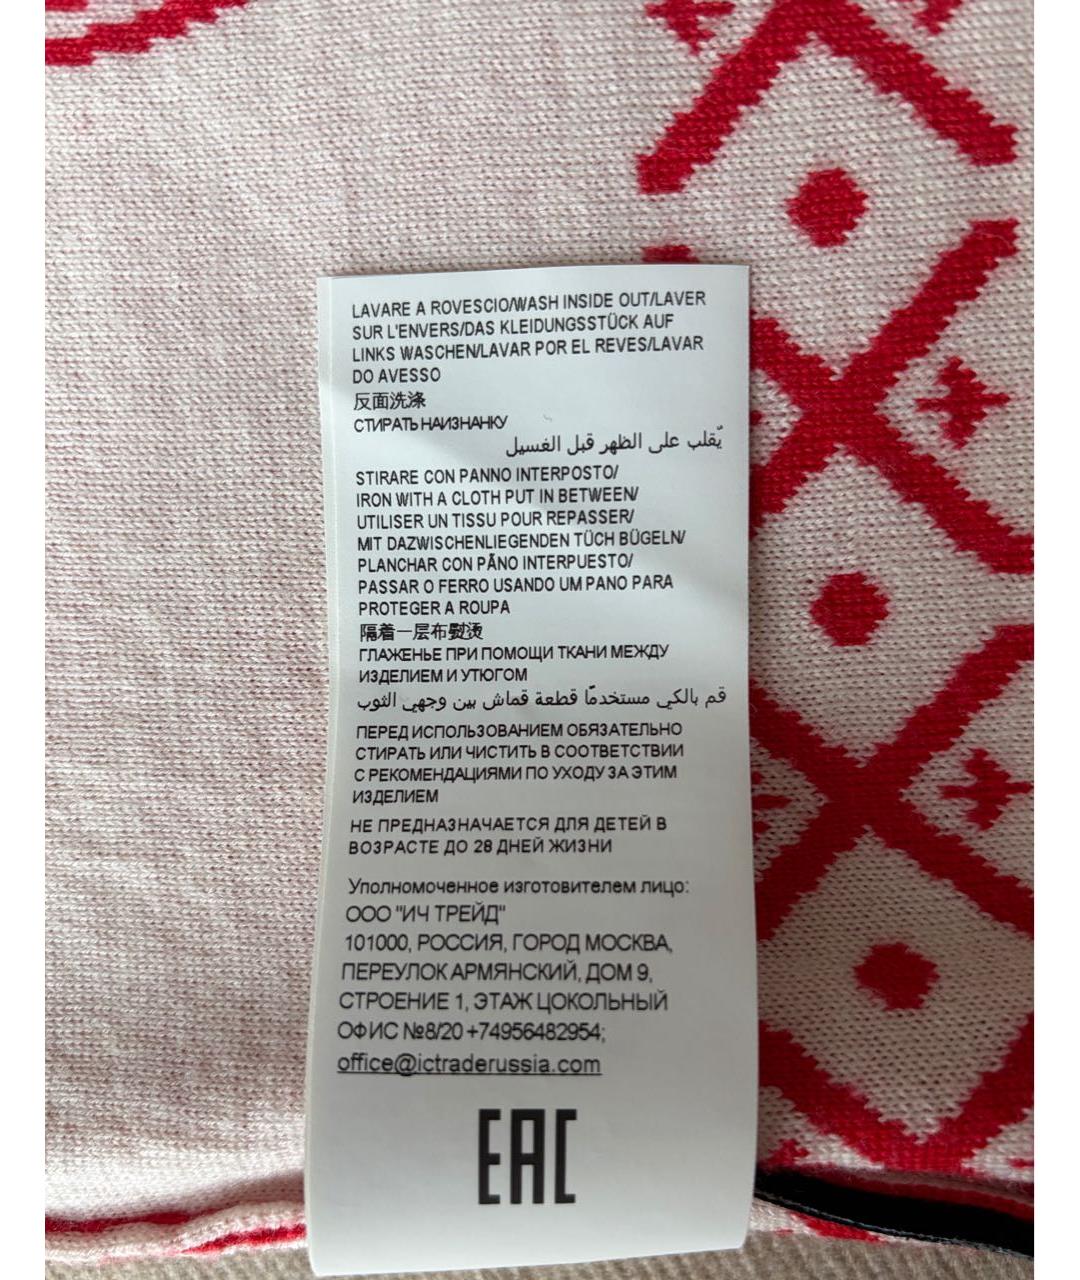 LAVARE A ROVESCIO/WASH INSIDE OUT/LAVER
SUR L'ENVERS/DAS KLEIDUNGSSTÜCK AUF
LINKS WASCHEN/LAVAR POR EL REVES/LAVAR
DO AVESSO
反面洗涤
СТИРАТЬ НАИЗНАНКУ
يّقلب على الظهر قبل الغسيل
STIRARE CON PANNO INTERPOSTO/
IRON WITH A CLOTH PUT IN BETWEEN/
UTILISER UN TISSU POUR REPASSER/
MIT DAZWISCHENLIEGENDEN TÜCH BÜGELN/
PLANCHAR CON PÃNO INTERPUESTO/
PASSAR O FERRO USANDO UM PANO PARA
PROTEGER A ROUPA
隔着一层布熨烫
ГЛАЖЕНЬЕ ПРИ ПОМОЩИ ТКАНИ МЕЖДУ
ИЗДЕЛИЕМ И УТЮГОМ
قم بالكي مستخدمًا قطعة قماش بين وجهي الثوب
ПЕРЕД ИСПОЛЬЗОВАНИЕМ ОБЯЗАТЕЛЬНО
СТИРАТЬ ИЛИ ЧИСТИТЬ В СООТВЕТСТВИИ
С РЕКОМЕНДАЦИЯМИ ПО УХОДУ ЗА ЭТИМ
ИЗДЕЛИЕМ
НЕ ПРЕДНАЗНАЧАЕТСЯ ДЛЯ ДЕТЕЙ В
ВОЗРАСТЕ ДО 28 ДНЕЙ ЖИЗНИ
Уполномоченное изготовителем лицо:
ООО "ИЧ ТРЕЙД"
101000, РОССИЯ, ГОРОД МОСКВА,
ПЕРЕУЛОК АРМЯНСКИЙ, ДОМ 9,
СТРОЕНИЕ 1, ЭТАЖ ЦОКОЛЬНЫЙ
ОФИС №8/20 +74956482954;
office@ictraderussia.com
EAC